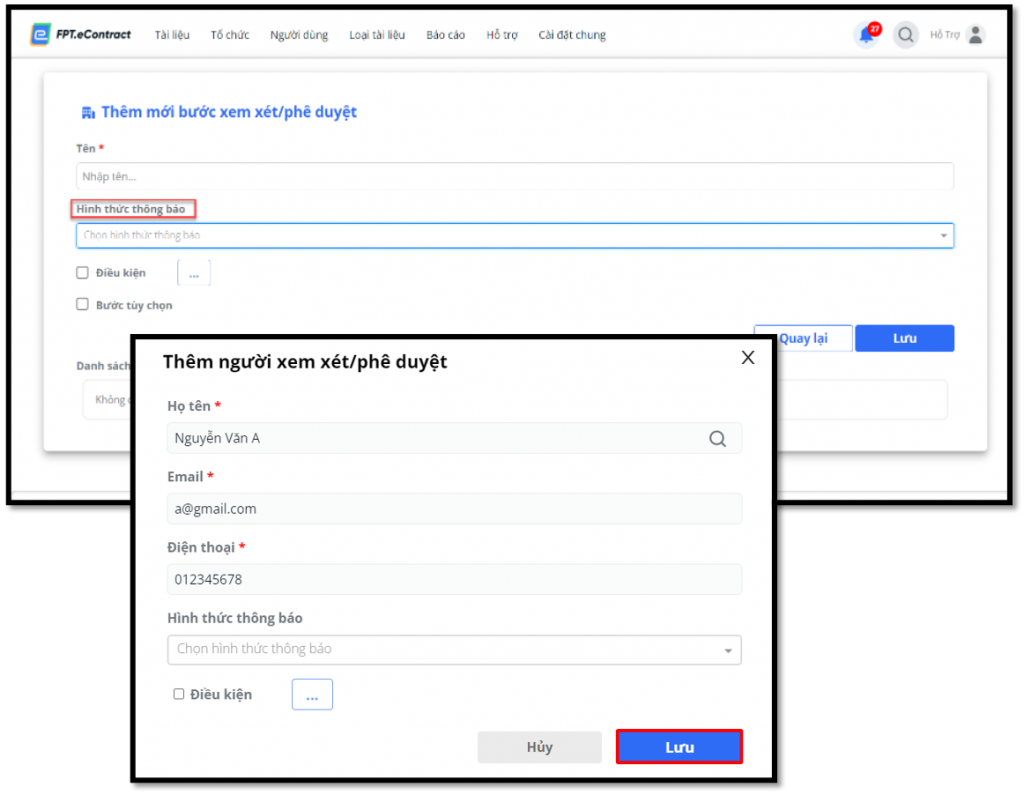 FPT.eContract Tài liệu Tổ chức Người dùng Loại tài liệu Báo cáo Hỗ trợ Cài đặt chung 27 Hỗ Trợ
Thêm mới bước xem xét/phê duyệt
Tên *
Nhập tên...
Hình thức thông báo
Chọn hình thức thông báo
Điều kiện ...
Bước tùy chọn
Quay lại Lưu
Danh sách
Không
Thêm người xem xét/phê duyệt X
Họ tên *
Nguyễn Văn A
Email *
a@gmail.com
Điện thoại *
012345678
Hình thức thông báo
Chọn hình thức thông báo
Điều kiện ...
Hủy Lưu